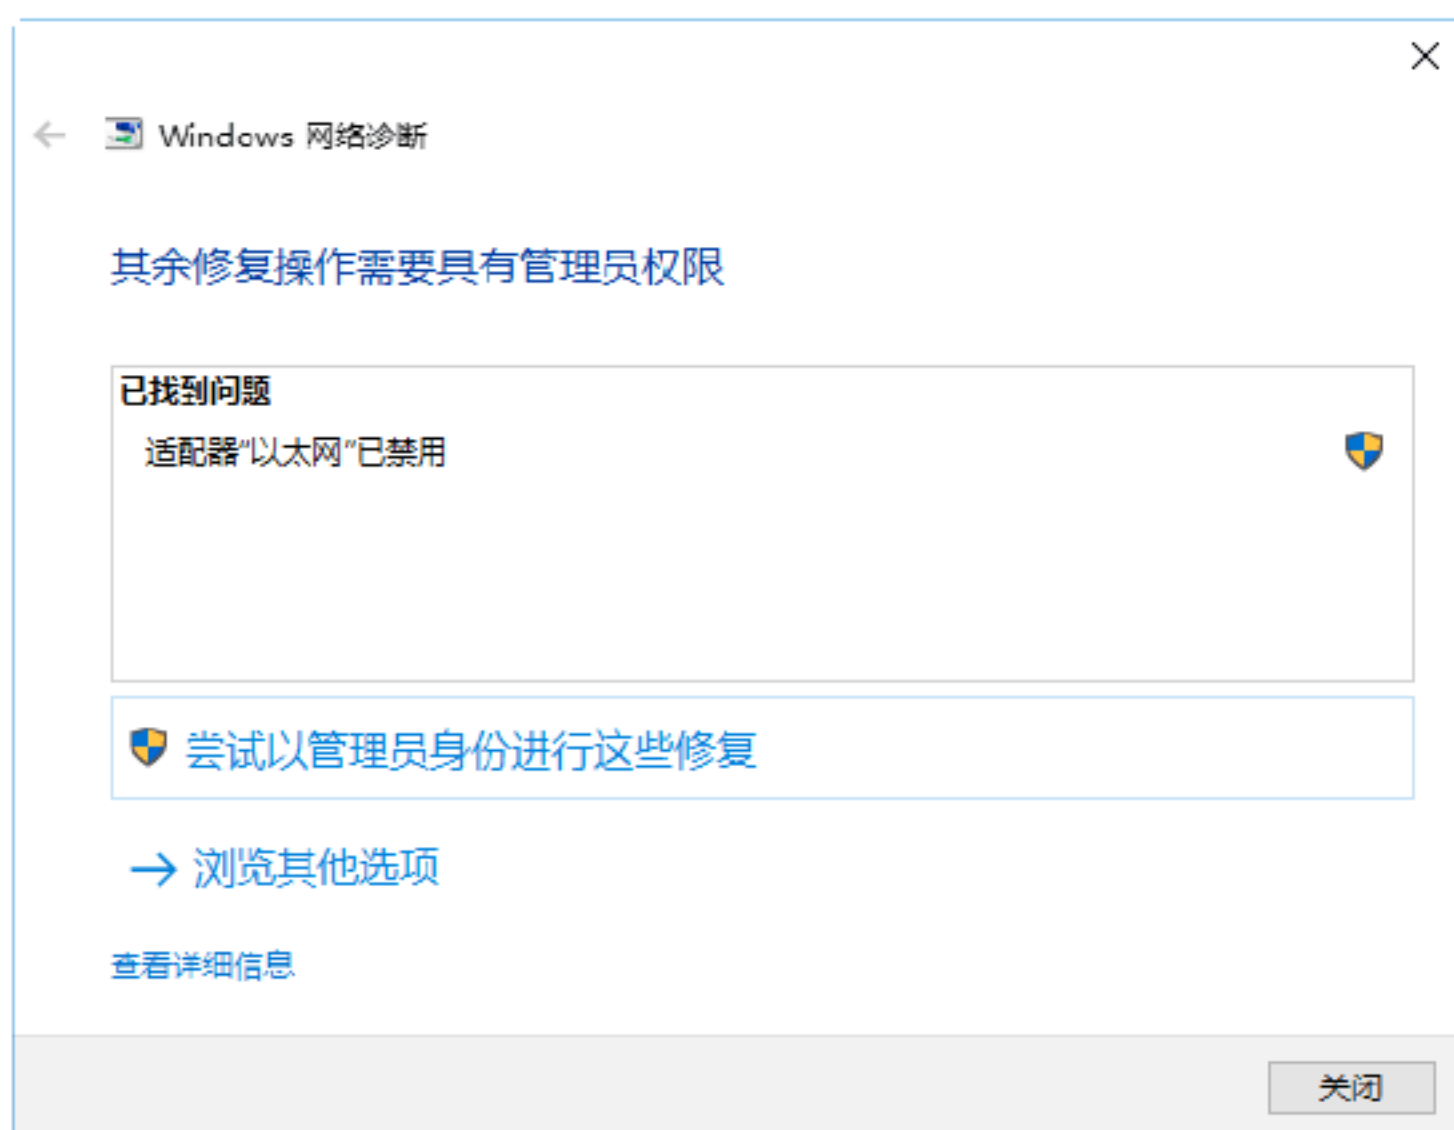 Windows 网络诊断
其余修复操作需要具有管理员权限
已找到问题
适配器“以太网”已禁用
尝试以管理员身份进行这些修复
浏览其他选项
查看详细信息
关闭